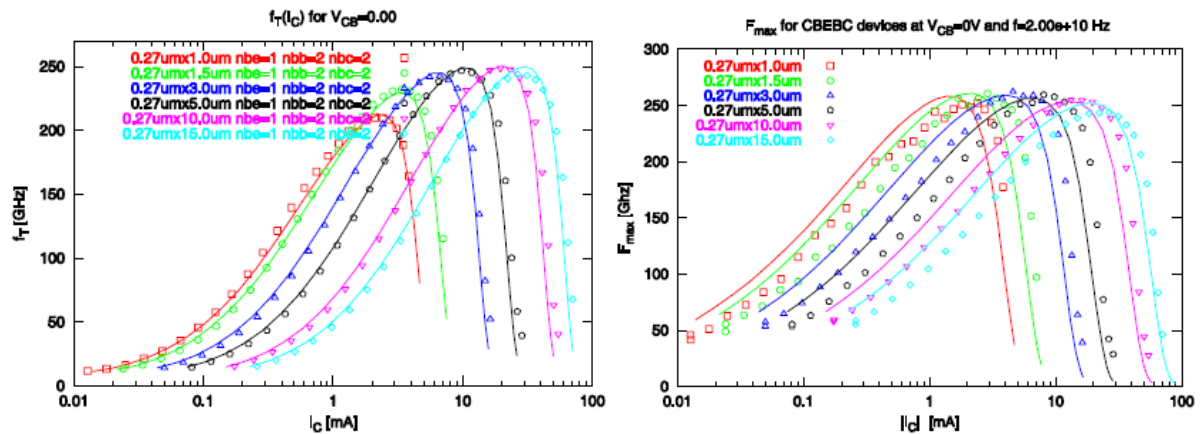 f_T(I_C) for V_CB=0.00
0.27umx1.0um nbe=1 nbb=2 nbc=2
0.27umx1.5um nbe=1 nbb=2 nbc=2
0.27umx3.0um nbe=1 nbb=2 nbc=2
0.27umx5.0um nbe=1 nbb=2 nbc=2
0.27umx10.0um nbe=1 nbb=2 nbc=2
0.27umx15.0um nbe=1 nbb=2 nbc=2
f_T [GHz]
250
200
150
100
50
0
0.01 0.1 1 10 100
I_C [mA]
F_max for CBEBC devices at V_CB=0V and f=2.00e+10 Hz
0.27umx1.0um
0.27umx1.5um
0.27umx3.0um
0.27umx5.0um
0.27umx10.0um
0.27umx15.0um
F_max [Ghz]
300
250
200
150
100
50
0
0.01 0.1 1 10 100
|I_C| [mA]